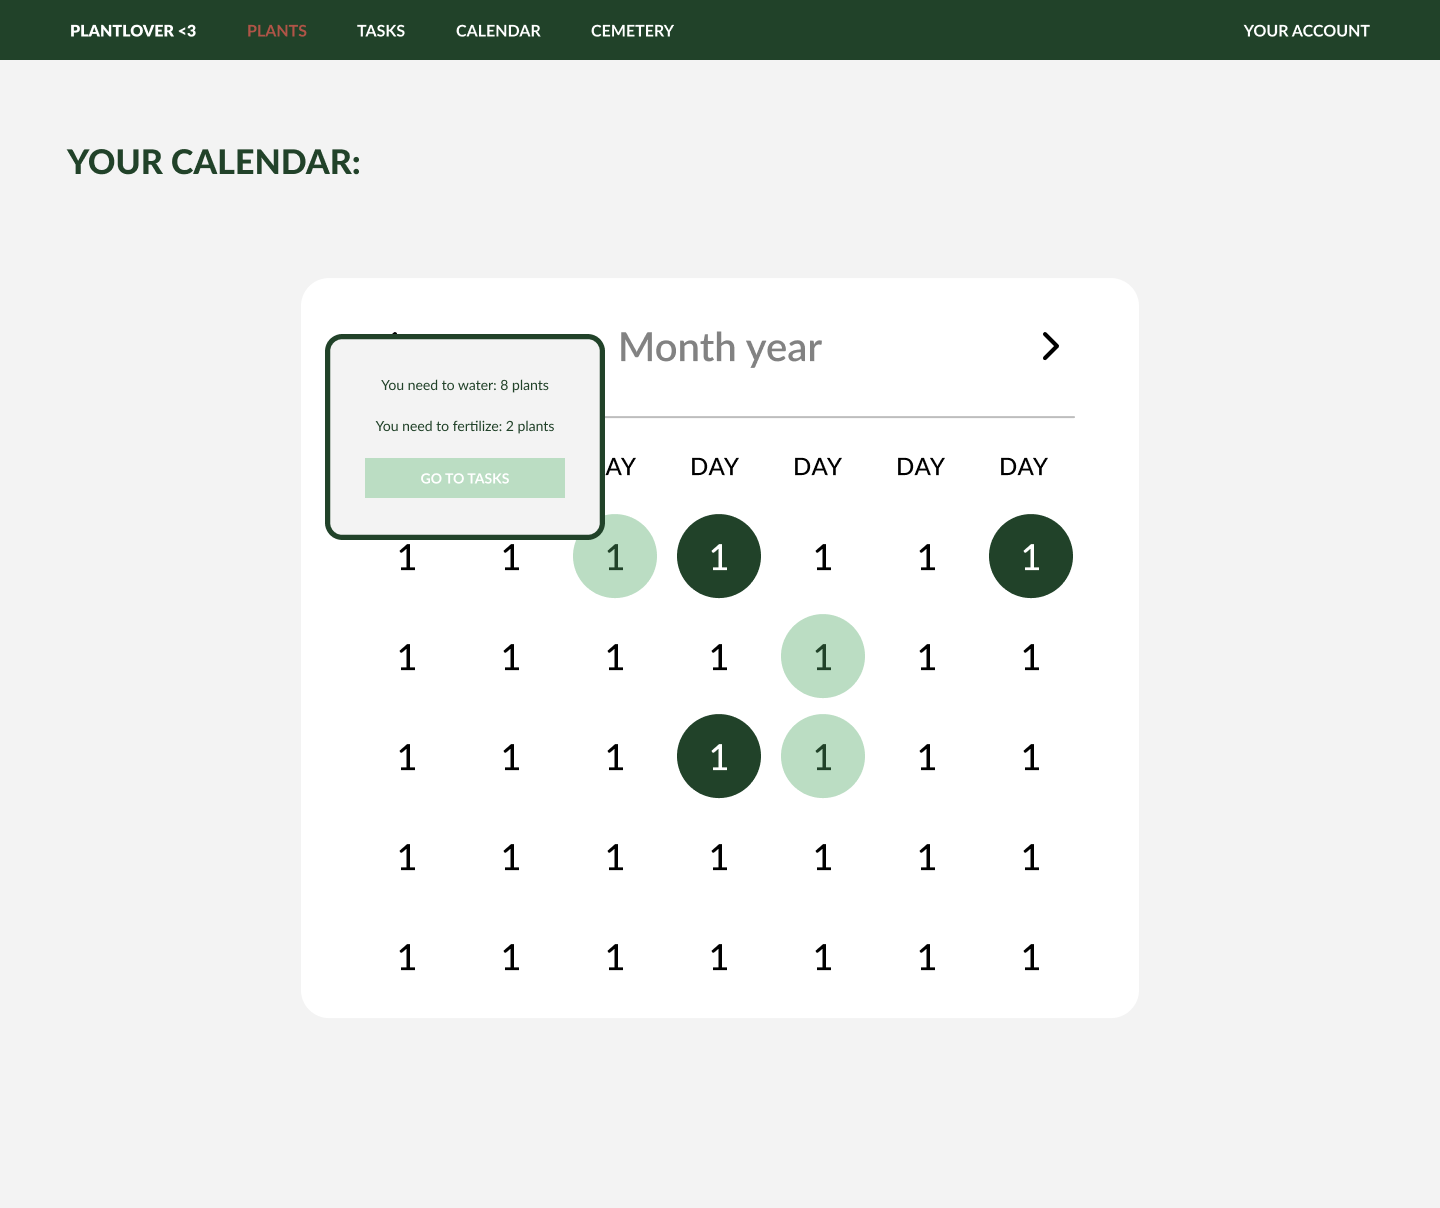 PLANTLOVER <3 PLANTS TASKS CALENDAR CEMETERY YOUR ACCOUNT
YOUR CALENDAR:
Month year
You need to water: 8 plants
You need to fertilize: 2 plants
GO TO TASKS
AY DAY DAY DAY DAY
1 1 1 1 1 1 1
1 1 1 1 1 1 1
1 1 1 1 1 1 1
1 1 1 1 1 1 1
1 1 1 1 1 1 1